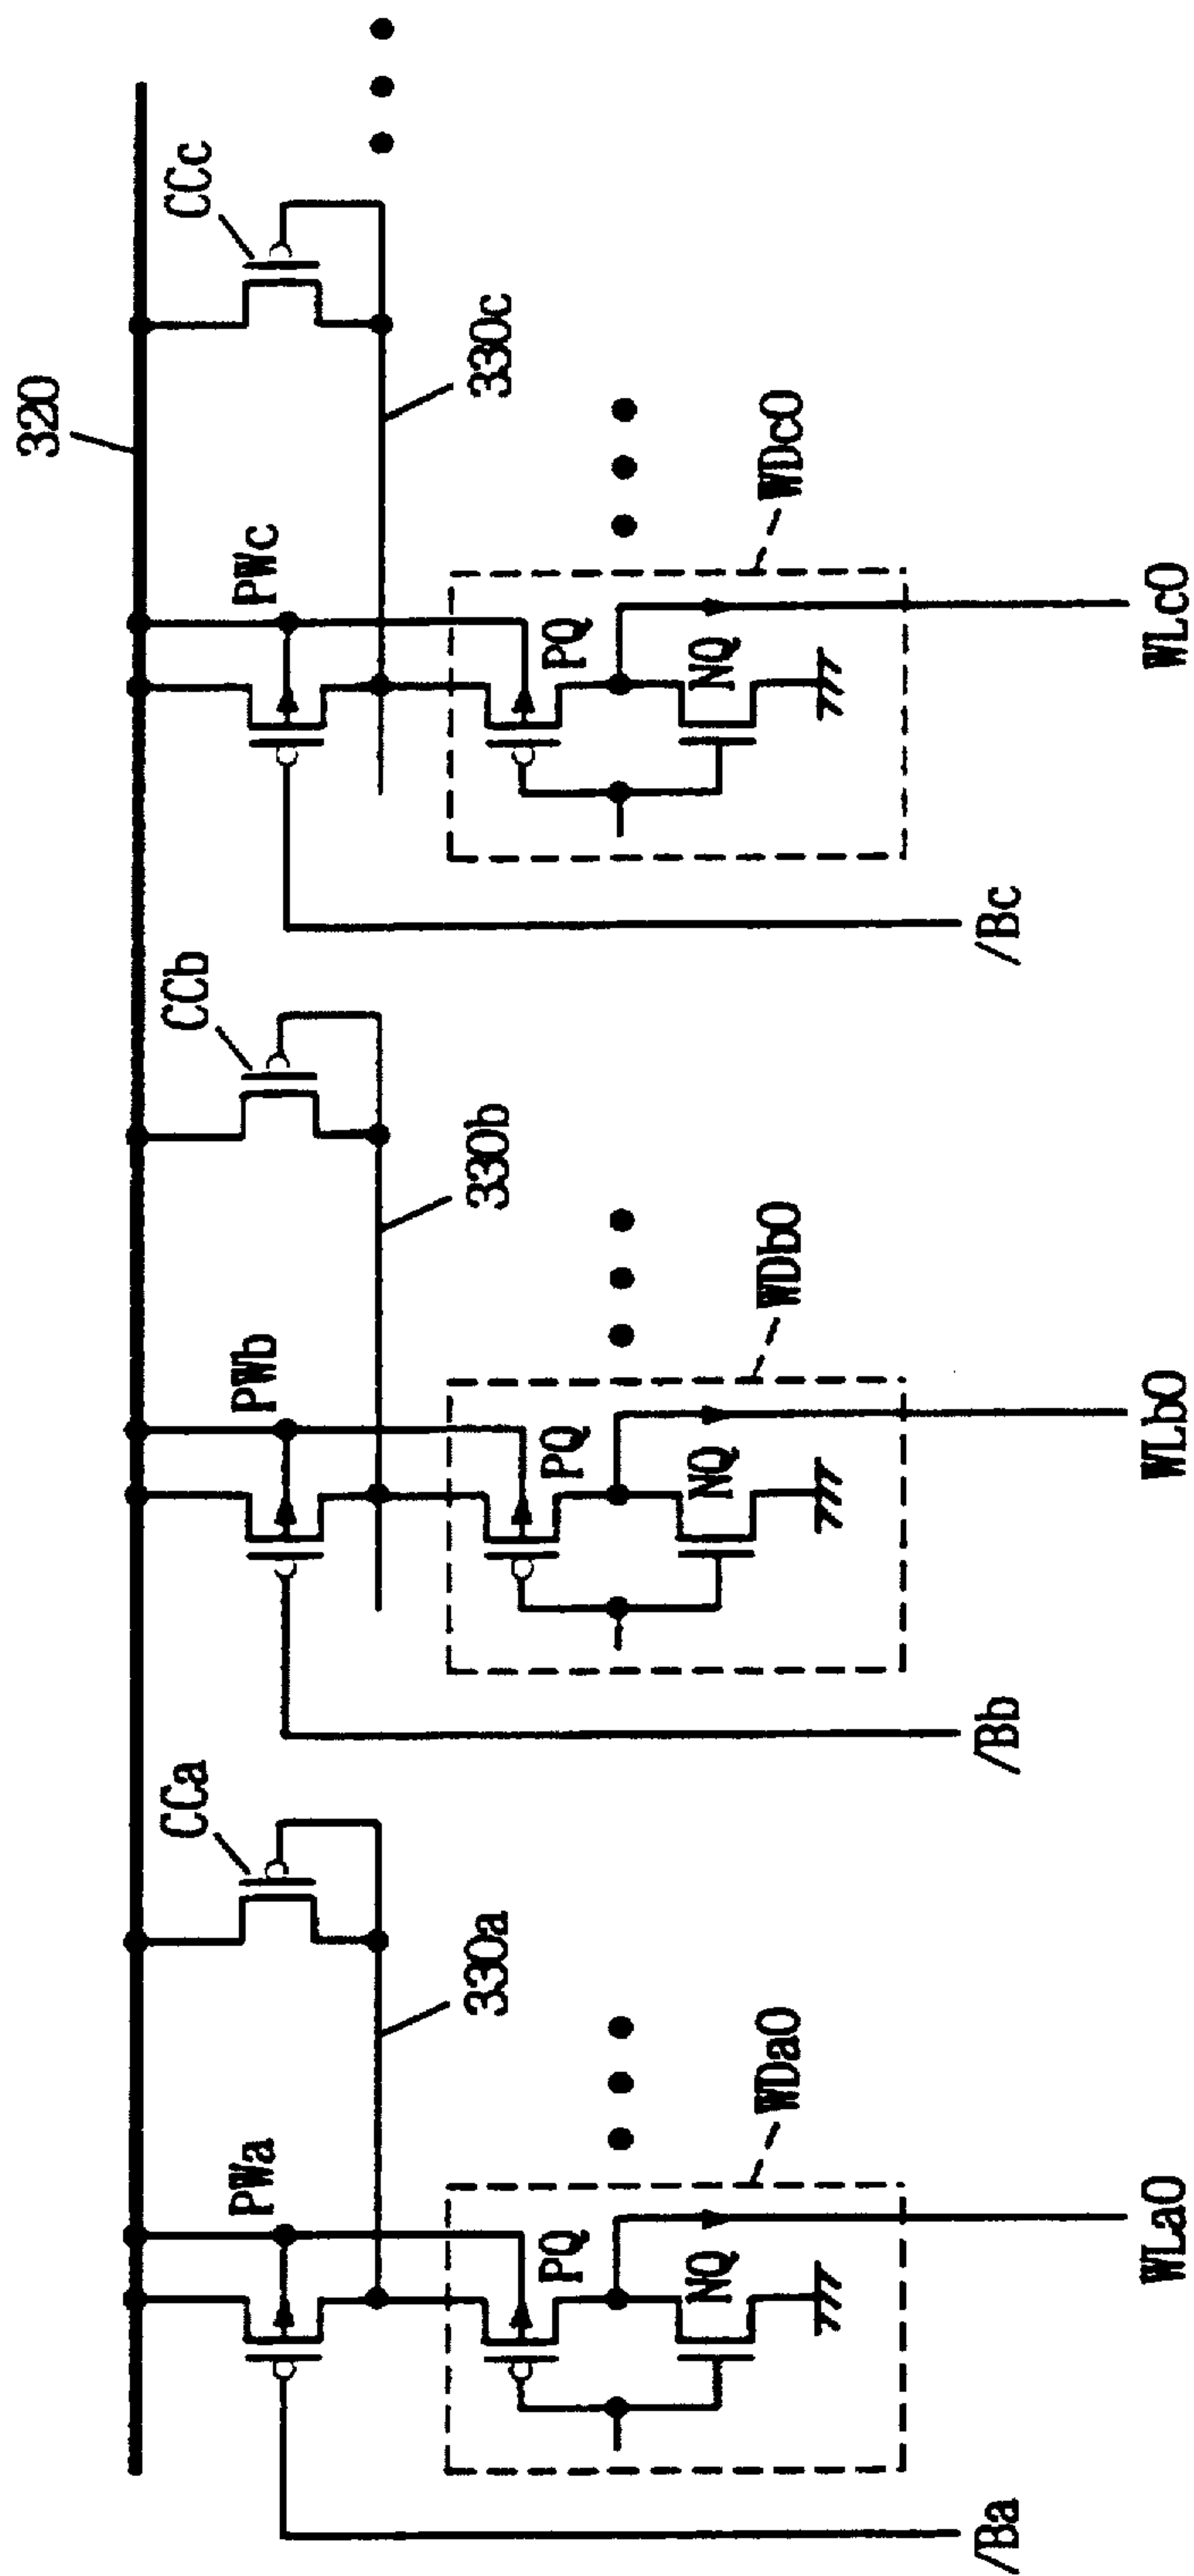 320
CCa
CCb
CCc
PWa
PWb
PWc
330a
330b
330c
PQ
PQ
PQ
NQ
NQ
NQ
WDa0
WDb0
WDc0
/Ba
/Bb
/Bc
WLa0
WLb0
WLc0